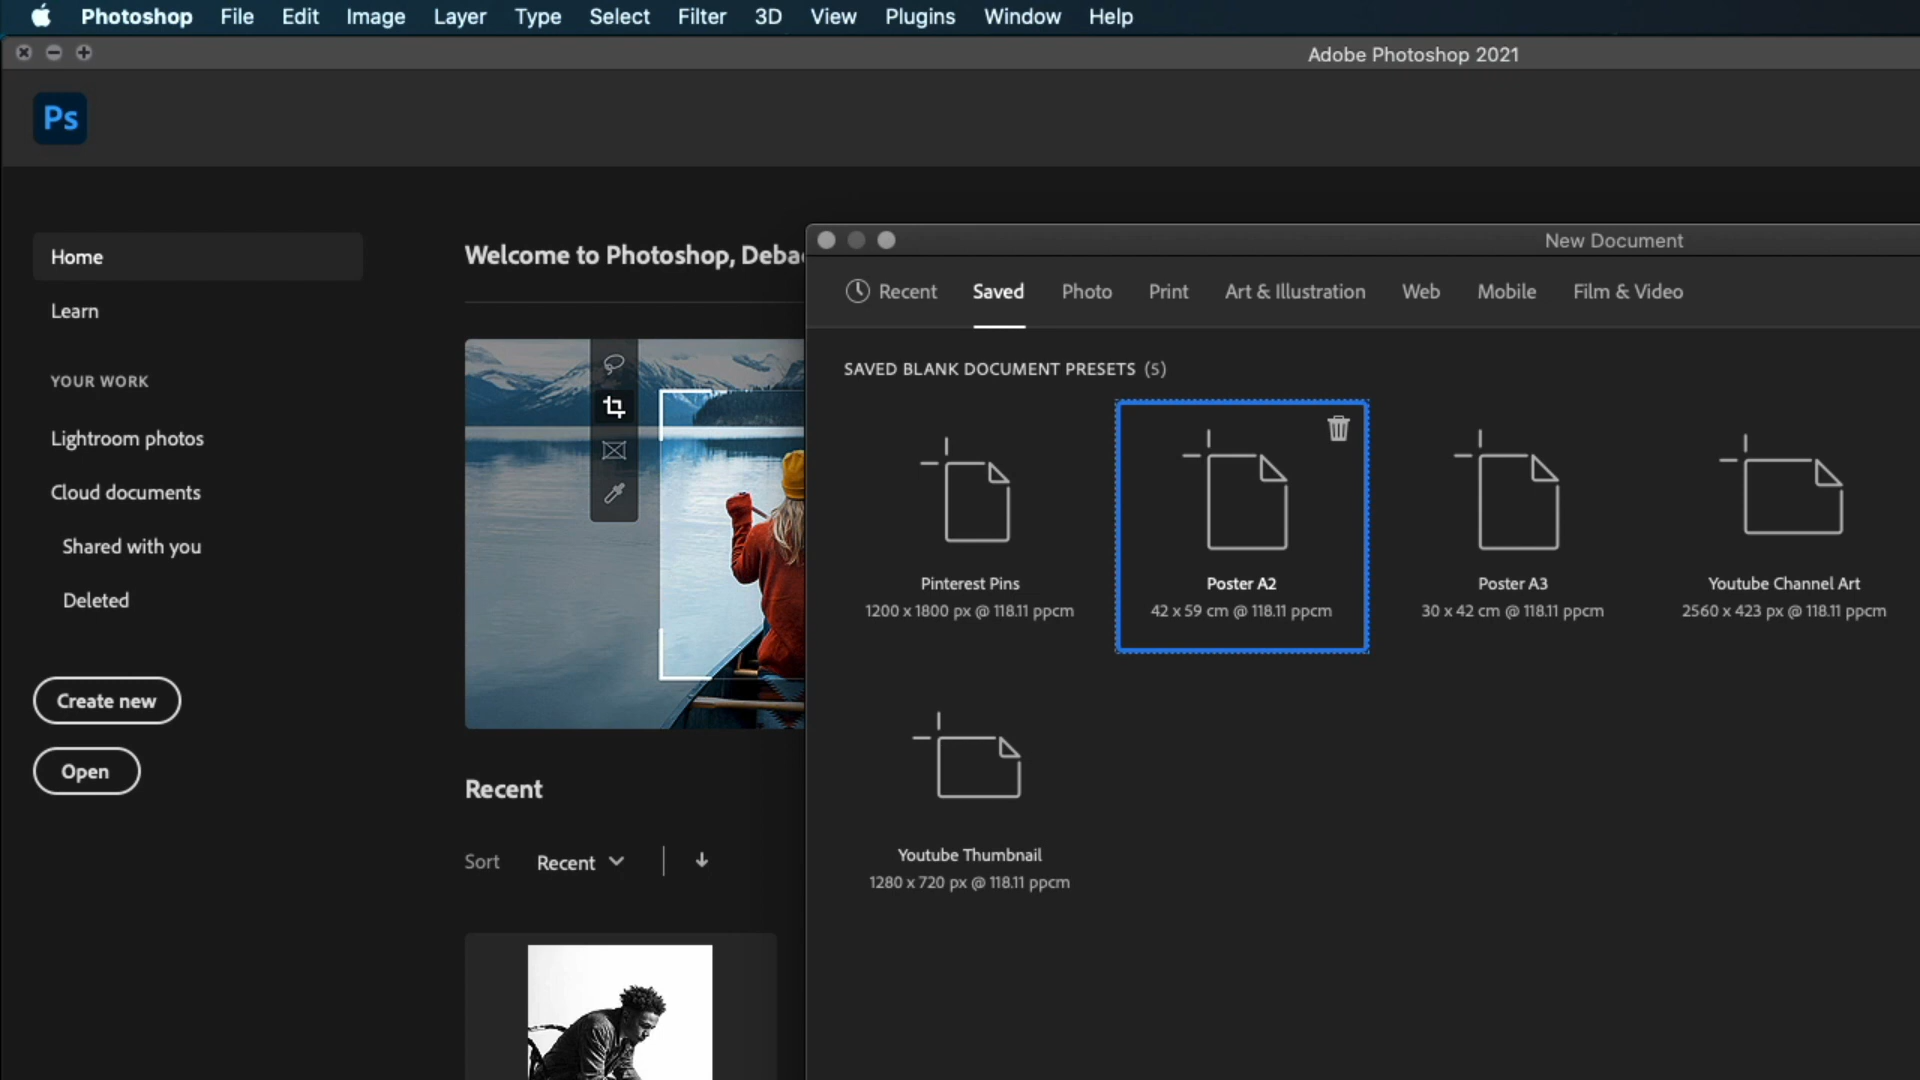 Photoshop File Edit Image Layer Type Select Filter 3D View Plugins Window Help
Adobe Photoshop 2021
Ps
Home
Learn
YOUR WORK
Lightroom photos
Cloud documents
Shared with you
Deleted
Create new
Open
Welcome to Photoshop, Deba
Recent
Sort Recent
New Document
Recent Saved Photo Print Art & Illustration Web Mobile Film & Video
SAVED BLANK DOCUMENT PRESETS (5)
Pinterest Pins
1200 x 1800 px @ 118.11 ppcm
Poster A2
42 x 59 cm @ 118.11 ppcm
Poster A3
30 x 42 cm @ 118.11 ppcm
Youtube Channel Art
2560 x 423 px @ 118.11 ppcm
Youtube Thumbnail
1280 x 720 px @ 118.11 ppcm